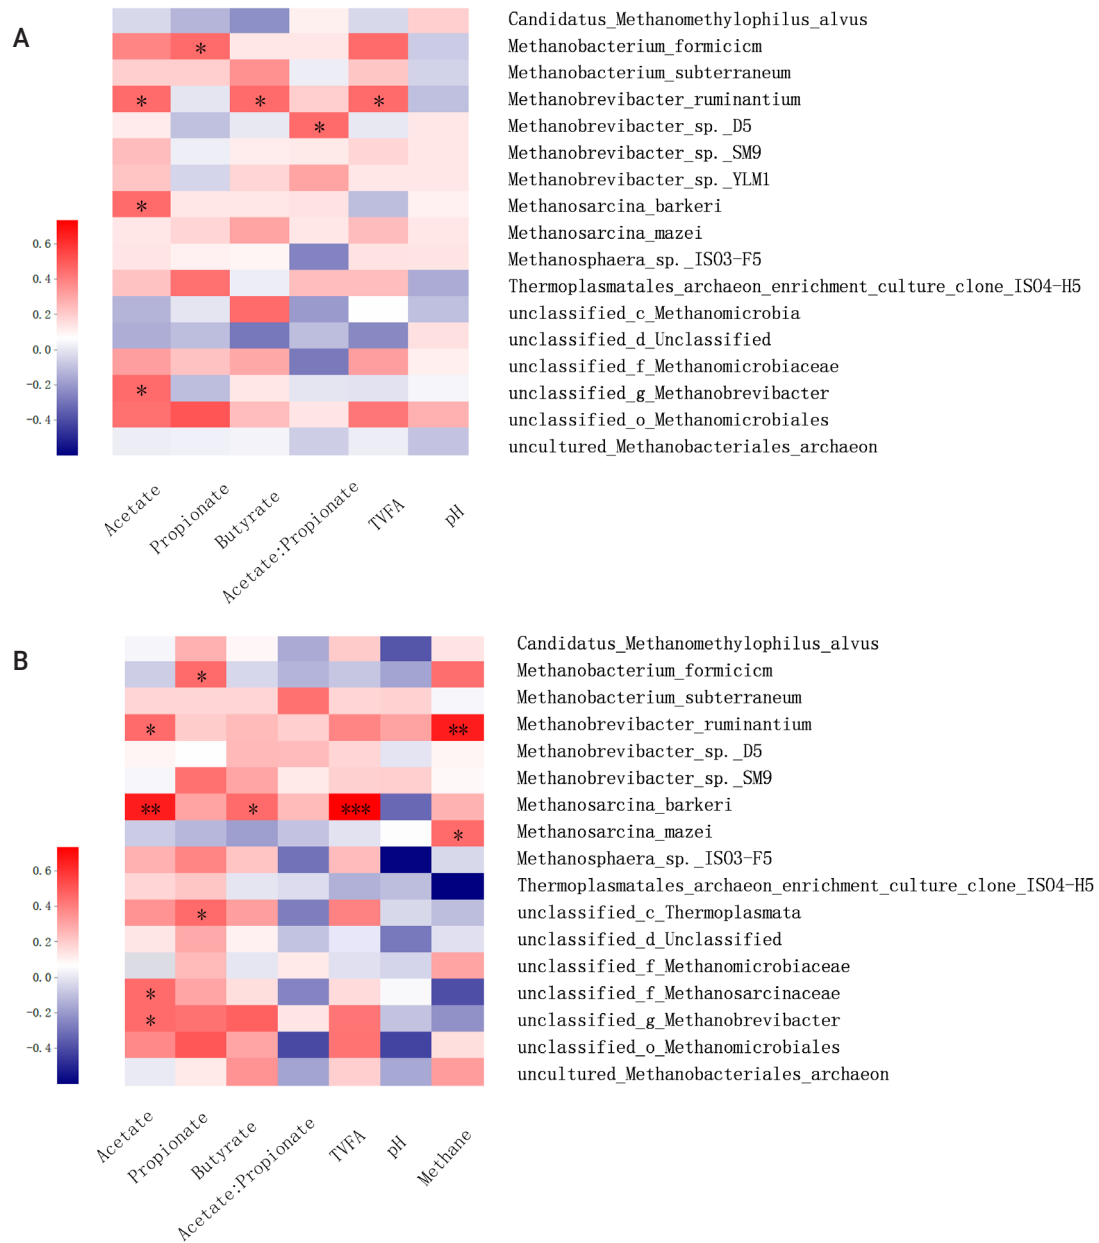 A
Candidatus_Methanomethylophilus_alvus
Methanobacterium_formicicm
Methanobacterium_subterraneum
Methanobrevibacter_ruminantium
Methanobrevibacter_sp._D5
Methanobrevibacter_sp._SM9
Methanobrevibacter_sp._YLM1
Methanosarcina_barkeri
Methanosarcina_mazei
Methanosphaera_sp._ISO3-F5
Thermoplasmatales_archaeon_enrichment_culture_clone_ISO4-H5
unclassified_c_Methanomicrobia
unclassified_d_Unclassified
unclassified_f_Methanomicrobiaceae
unclassified_g_Methanobrevibacter
unclassified_o_Methanomicrobiales
uncultured_Methanobacteriales_archaeon
*
* * *
*
*
*
0.6
0.4
0.2
0.0
-0.2
-0.4
Acetate
Propionate
Butyrate
Acetate:Propionate
TVFA
pH
B
Candidatus_Methanomethylophilus_alvus
Methanobacterium_formicicm
Methanobacterium_subterraneum
Methanobrevibacter_ruminantium
Methanobrevibacter_sp._D5
Methanobrevibacter_sp._SM9
Methanosarcina_barkeri
Methanosarcina_mazei
Methanosphaera_sp._ISO3-F5
Thermoplasmatales_archaeon_enrichment_culture_clone_ISO4-H5
unclassified_c_Thermoplasmata
unclassified_d_Unclassified
unclassified_f_Methanomicrobiaceae
unclassified_f_Methanosarcinaceae
unclassified_g_Methanobrevibacter
unclassified_o_Methanomicrobiales
uncultured_Methanobacteriales_archaeon
*
* **
** * ***
*
*
*
*
0.6
0.4
0.2
0.0
-0.2
-0.4
Acetate
Propionate
Butyrate
Acetate:Propionate
TVFA
pH
Methane